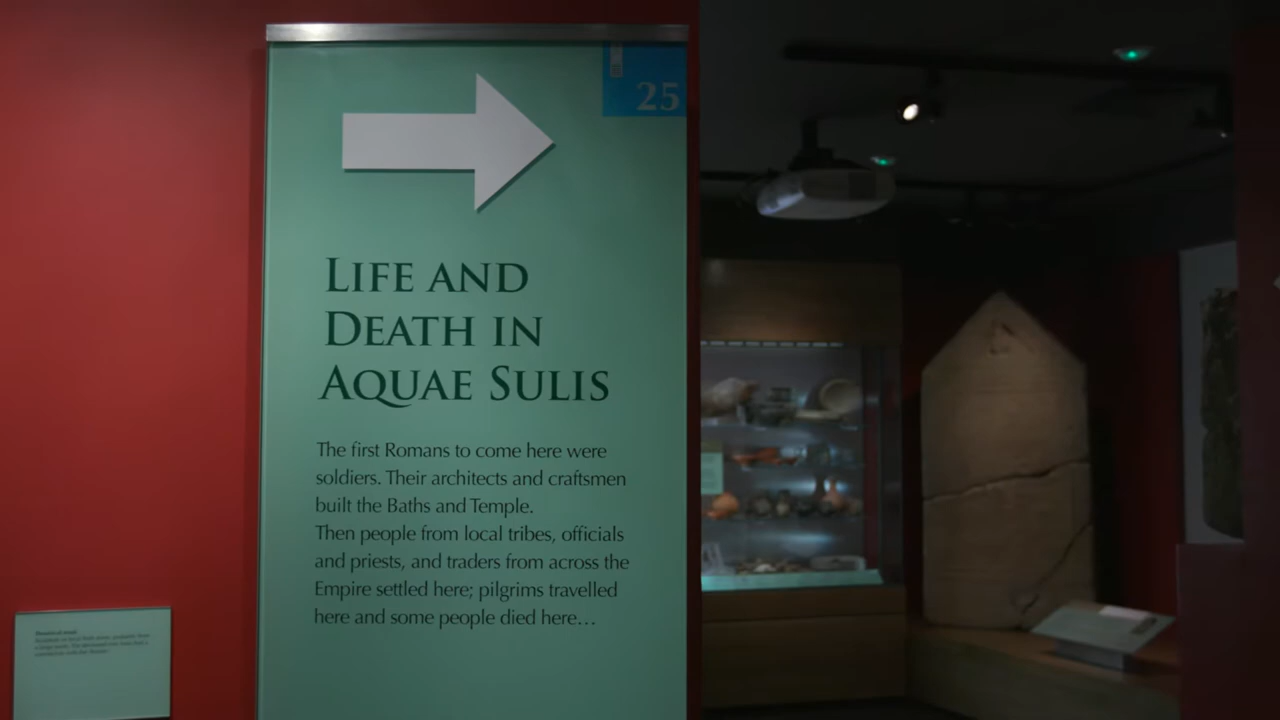 25
LIFE AND
DEATH IN
AQUAE SULIS
The first Romans to come here were
soldiers. Their architects and craftsmen
built the Baths and Temple.
Then people from local tribes, officials
and priests, and traders from across the
Empire settled here; pilgrims travelled
here and some people died here…